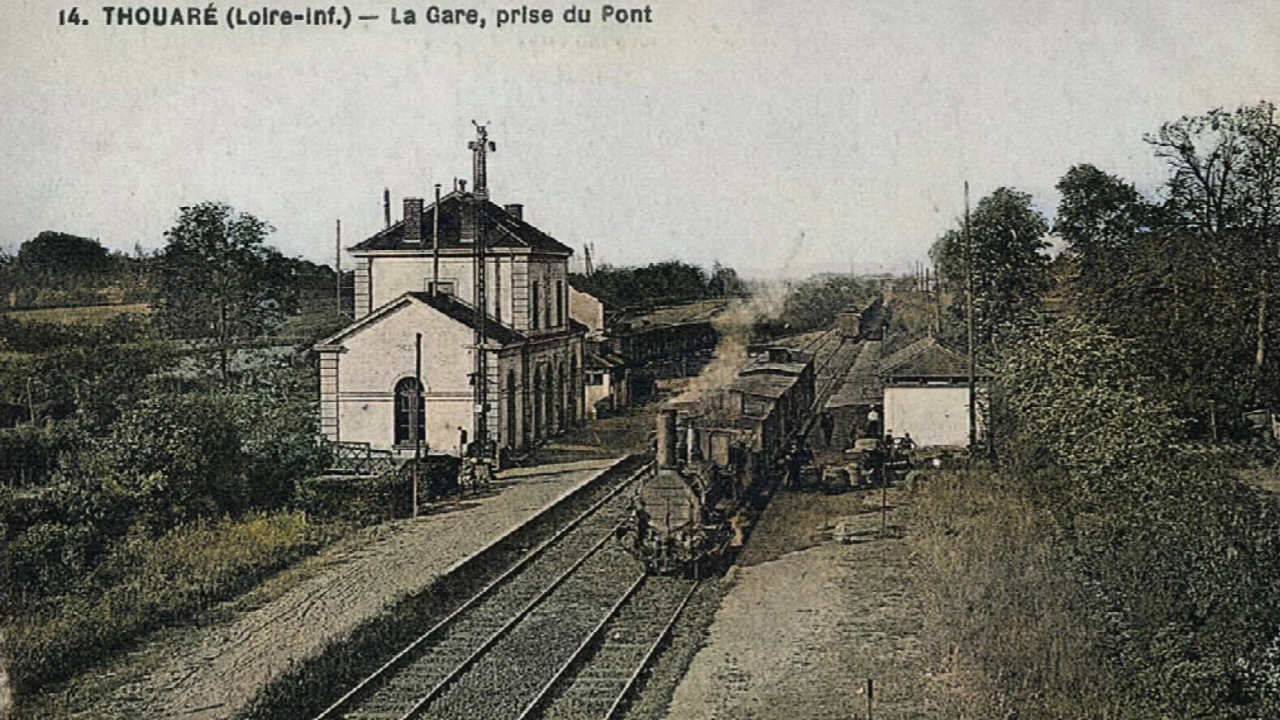 14. THOUARÉ (Loire-Inf.) — La Gare, prise du Pont